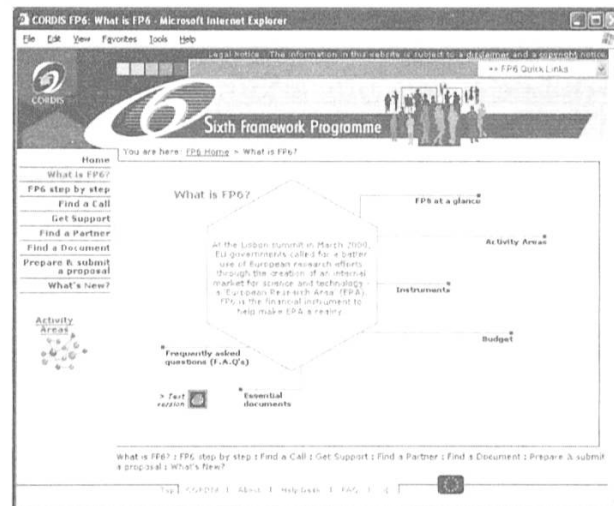 CORDIS FP6: What is FP6 - Microsoft Internet Explorer
File Edit View Favorites Tools Help
Legal notice : The information in this website is subject to a disclaimer and a copyright notice
CORDIS
•• FP6 Quick Links
Sixth Framework Programme
You are here: FP6 Home > What is FP6?
Home
What is FP6?
FP6 step by step
Find a Call
Get Support
Find a Partner
Find a Document
Prepare & submit
a proposal
What's New?
Activity
Areas
What is FP6?
At the Lisbon summit in March 2000,
EU governments called for a better
use of European research efforts
through the creation of an internal
market for science and technology -
a 'European Research Area' (ERA).
FP6 is the financial instrument to
help make ERA a reality.
FP6 at a glance
Activity Areas
Instruments
Budget
Frequently asked
questions (F.A.Q's)
> Text
version
Essential
documents
What is FP6? : FP6 step by step : Find a Call : Get Support : Find a Partner : Find a Document : Prepare & submit
a proposal : What's New?
Top | CORDIS | About | Help Desk | FAQ |